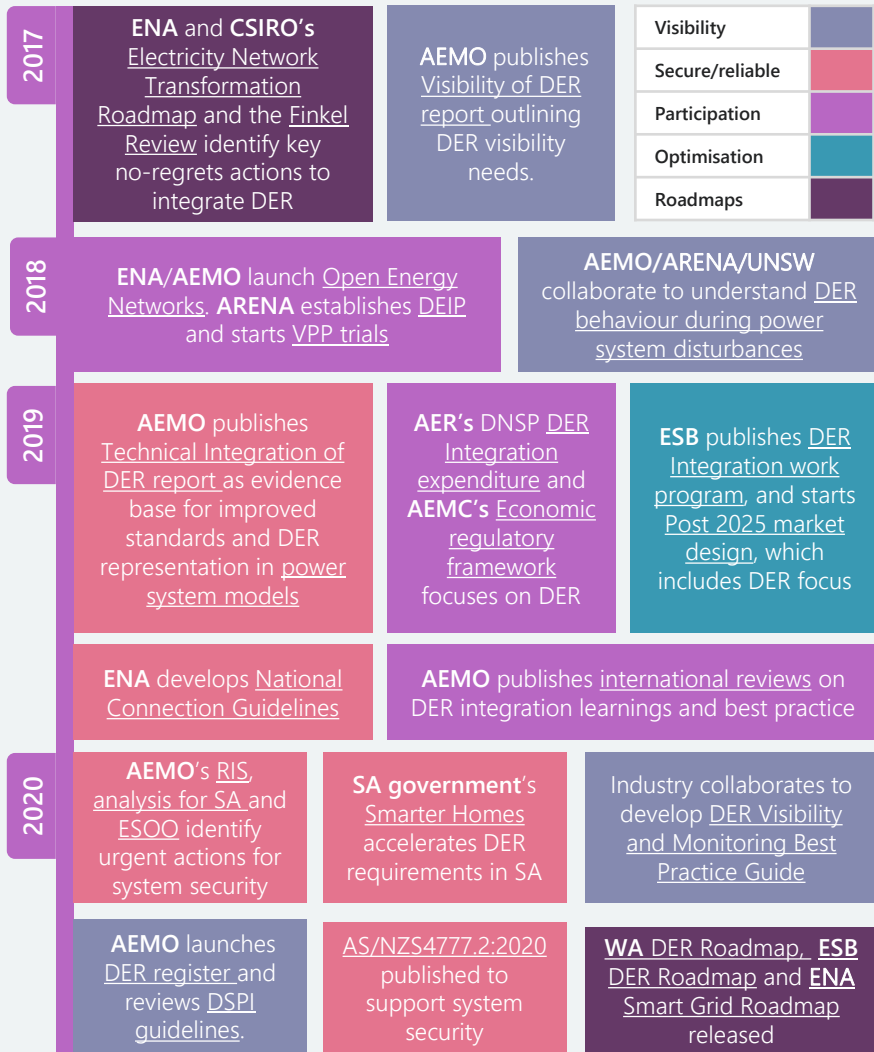 2017
ENA and CSIRO's
Electricity Network
Transformation
Roadmap and the Finkel
Review identify key
no-regrets actions to
integrate DER
AEMO publishes
Visibility of DER
report outlining
DER visibility
needs.
Visibility
Secure/reliable
Participation
Optimisation
Roadmaps
2018
ENA/AEMO launch Open Energy
Networks. ARENA establishes DEIP
and starts VPP trials
AEMO/ARENA/UNSW
collaborate to understand DER
behaviour during power
system disturbances
2019
AEMO publishes
Technical Integration of
DER report as evidence
base for improved
standards and DER
representation in power
system models
AER's DNSP DER
Integration
expenditure and
AEMC's Economic
regulatory
framework
focuses on DER
ESB publishes DER
Integration work
program, and starts
Post 2025 market
design, which
includes DER focus
ENA develops National
Connection Guidelines
AEMO publishes international reviews on
DER integration learnings and best practice
2020
AEMO's RIS,
analysis for SA and
ESOO identify
urgent actions for
system security
SA government's
Smarter Homes
accelerates DER
requirements in SA
Industry collaborates to
develop DER Visibility
and Monitoring Best
Practice Guide
AEMO launches
DER register and
reviews DSPI
guidelines.
AS/NZS4777.2:2020
published to
support system
security
WA DER Roadmap, ESB
DER Roadmap and ENA
Smart Grid Roadmap
released